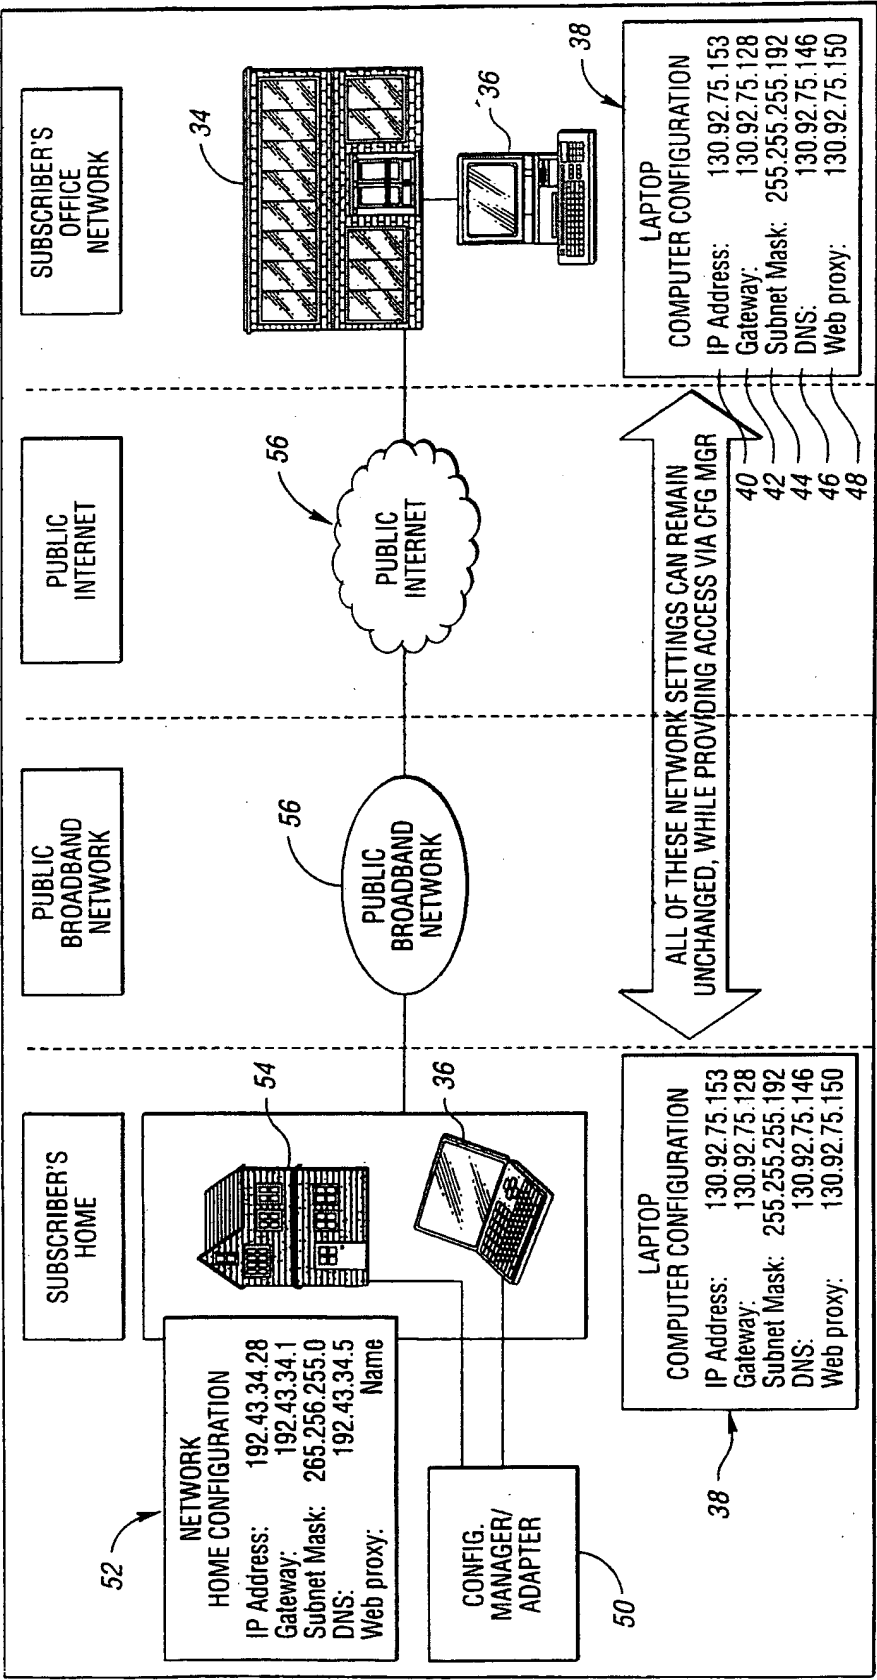 SUBSCRIBER'S
HOME
PUBLIC
BROADBAND
NETWORK
PUBLIC
INTERNET
SUBSCRIBER'S
OFFICE
NETWORK
52
NETWORK
HOME CONFIGURATION
IP Address: 192.43.34.28
Gateway: 192.43.34.1
Subnet Mask: 265.256.255.0
DNS: 192.43.34.5
Web proxy: Name
54
36
56
PUBLIC
BROADBAND
NETWORK
56
PUBLIC
INTERNET
34
36
CONFIG.
MANAGER/
ADAPTER
50
38
LAPTOP
COMPUTER CONFIGURATION
IP Address: 130.92.75.153
Gateway: 130.92.75.128
Subnet Mask: 255.255.255.192
DNS: 130.92.75.146
Web proxy: 130.92.75.150
ALL OF THESE NETWORK SETTINGS CAN REMAIN
UNCHANGED, WHILE PROVIDING ACCESS VIA CFG MGR
38
LAPTOP
COMPUTER CONFIGURATION
40 IP Address: 130.92.75.153
42 Gateway: 130.92.75.128
44 Subnet Mask: 255.255.255.192
46 DNS: 130.92.75.146
48 Web proxy: 130.92.75.150